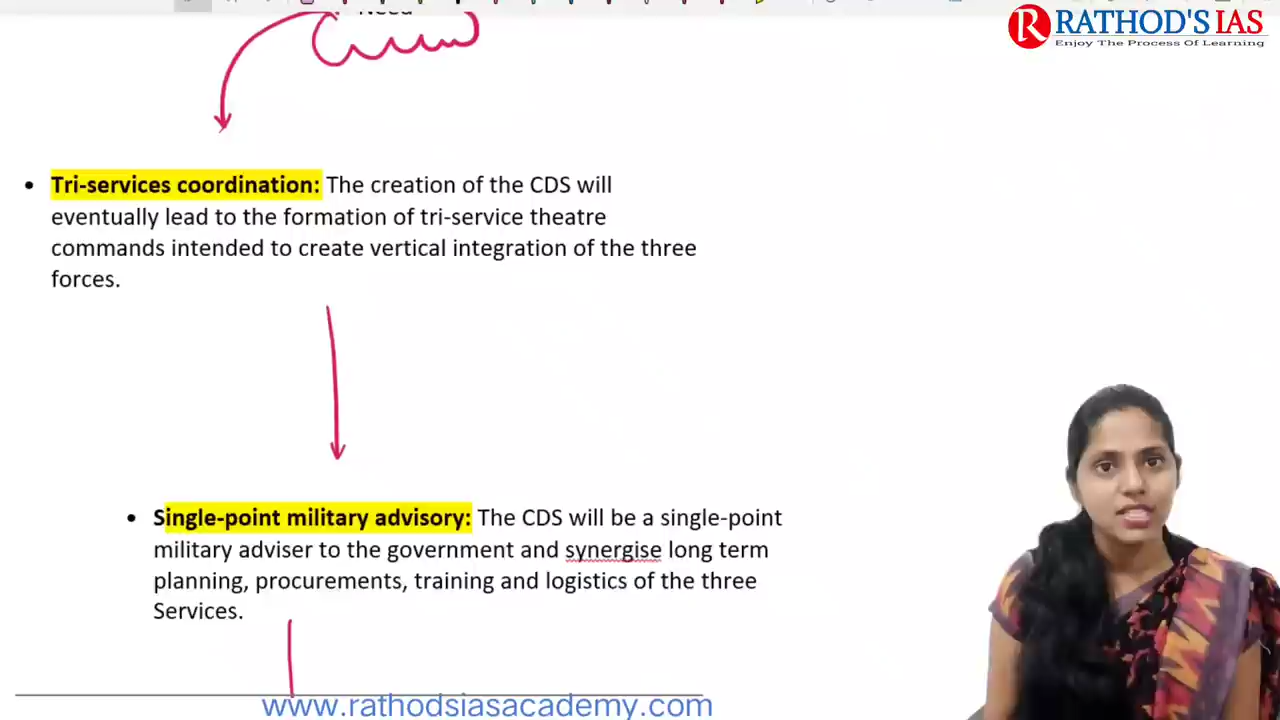 Need
RATHOD'S IAS
Enjoy The Process Of Learning
• Tri-services coordination: The creation of the CDS will
eventually lead to the formation of tri-service theatre
commands intended to create vertical integration of the three
forces.
• Single-point military advisory: The CDS will be a single-point
military adviser to the government and synergise long term
planning, procurements, training and logistics of the three
Services.
www.rathodsiasacademy.com